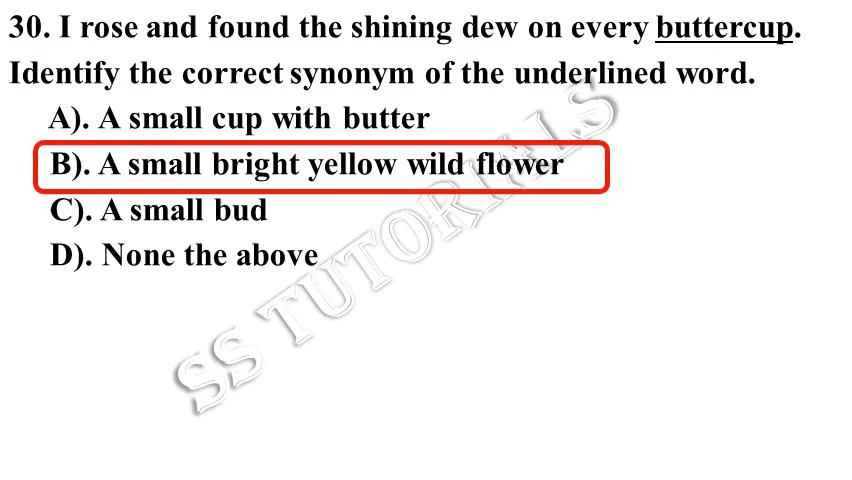 30. I rose and found the shining dew on every buttercup.
Identify the correct synonym of the underlined word.
A). A small cup with butter
B). A small bright yellow wild flower
C). A small bud
D). None the above
SS TUTORIALS